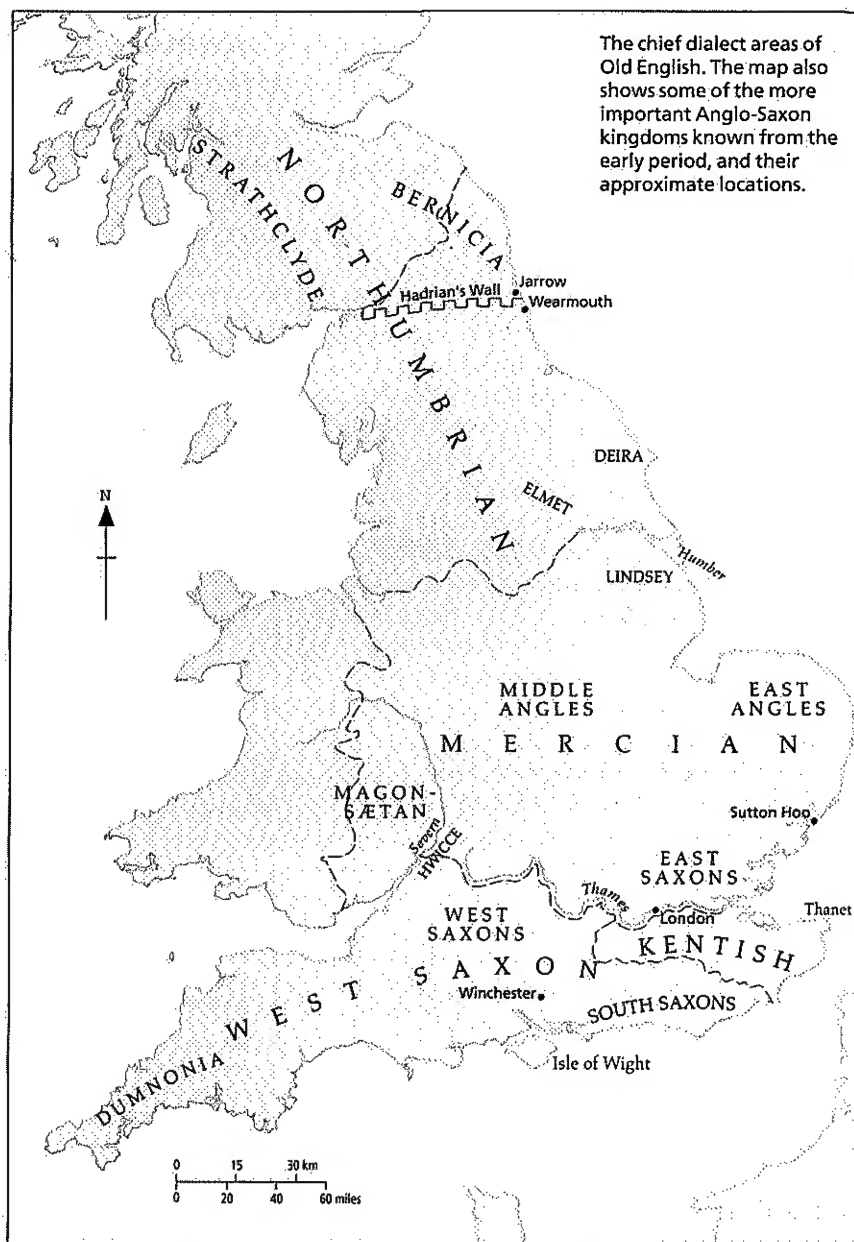 The chief dialect areas of
Old English. The map also
shows some of the more
important Anglo-Saxon
kingdoms known from the
early period, and their
approximate locations.
NORTHUMBRIAN
STRATHCLYDE
BERNICIA
Hadrian's Wall
Jarrow
Wearmouth
DEIRA
ELMET
N
Humber
LINDSEY
MIDDLE
ANGLES
EAST
ANGLES
MERCIAN
MAGON-
SÆTAN
Sutton Hoo
Severn
HWICCE
EAST
SAXONS
Thames
London
Thanet
WEST
SAXONS
KENTISH
WEST SAXON
Winchester
SOUTH SAXONS
Isle of Wight
DUMNONIA
0 15 30 km
0 20 40 60 miles